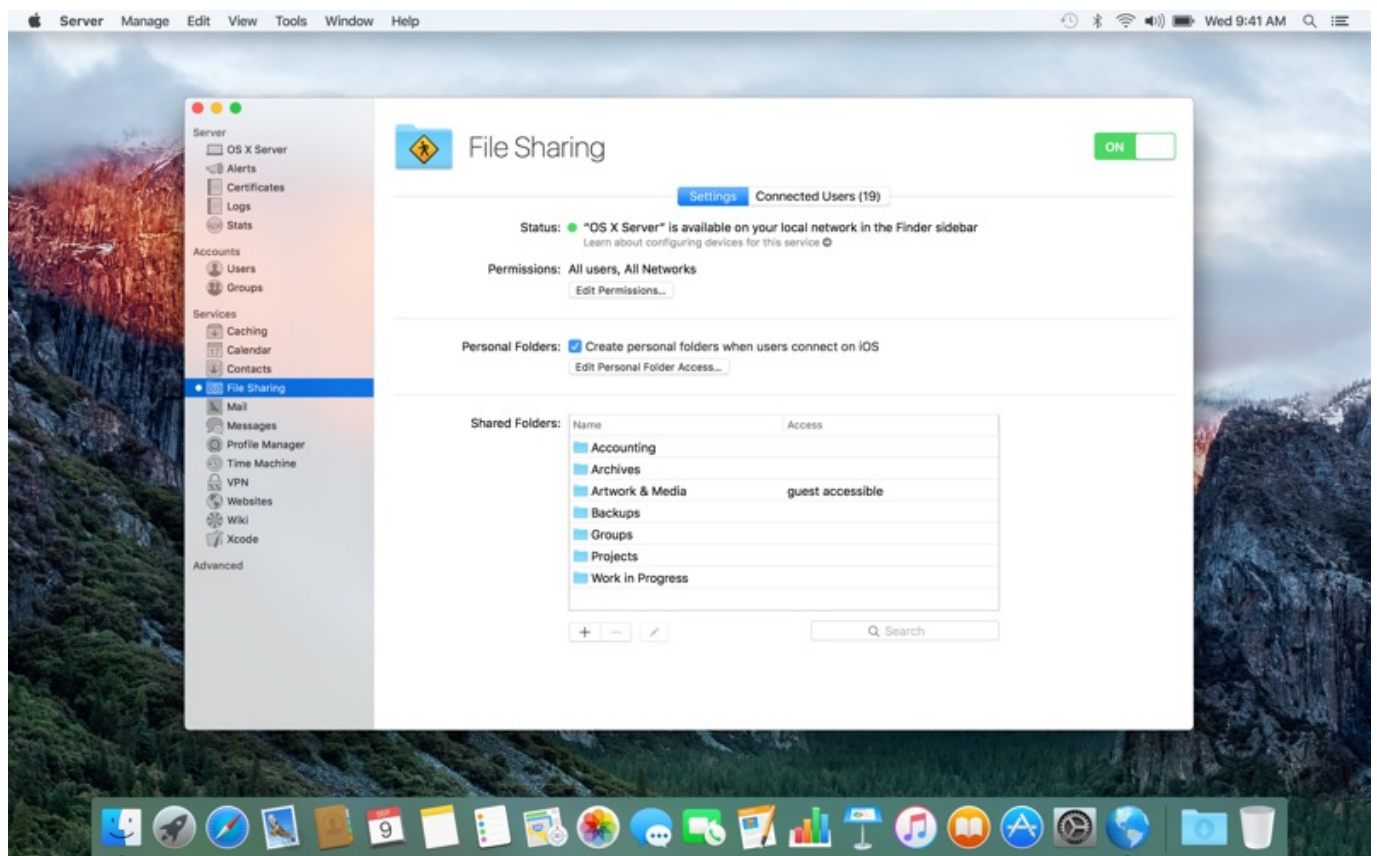 Server Manage Edit View Tools Window Help Wed 9:41 AM
Server
OS X Server
Alerts
Certificates
Logs
Stats
Accounts
Users
Groups
Services
Caching
Calendar
Contacts
File Sharing
Mail
Messages
Profile Manager
Time Machine
VPN
Websites
Wiki
Xcode
Advanced
File Sharing
ON
Settings Connected Users (19)
Status: "OS X Server" is available on your local network in the Finder sidebar
Learn about configuring devices for this service
Permissions: All users, All Networks
Edit Permissions...
Personal Folders: Create personal folders when users connect on iOS
Edit Personal Folder Access...
Shared Folders: Name Access
Accounting
Archives
Artwork & Media guest accessible
Backups
Groups
Projects
Work in Progress
Search
SEP
9